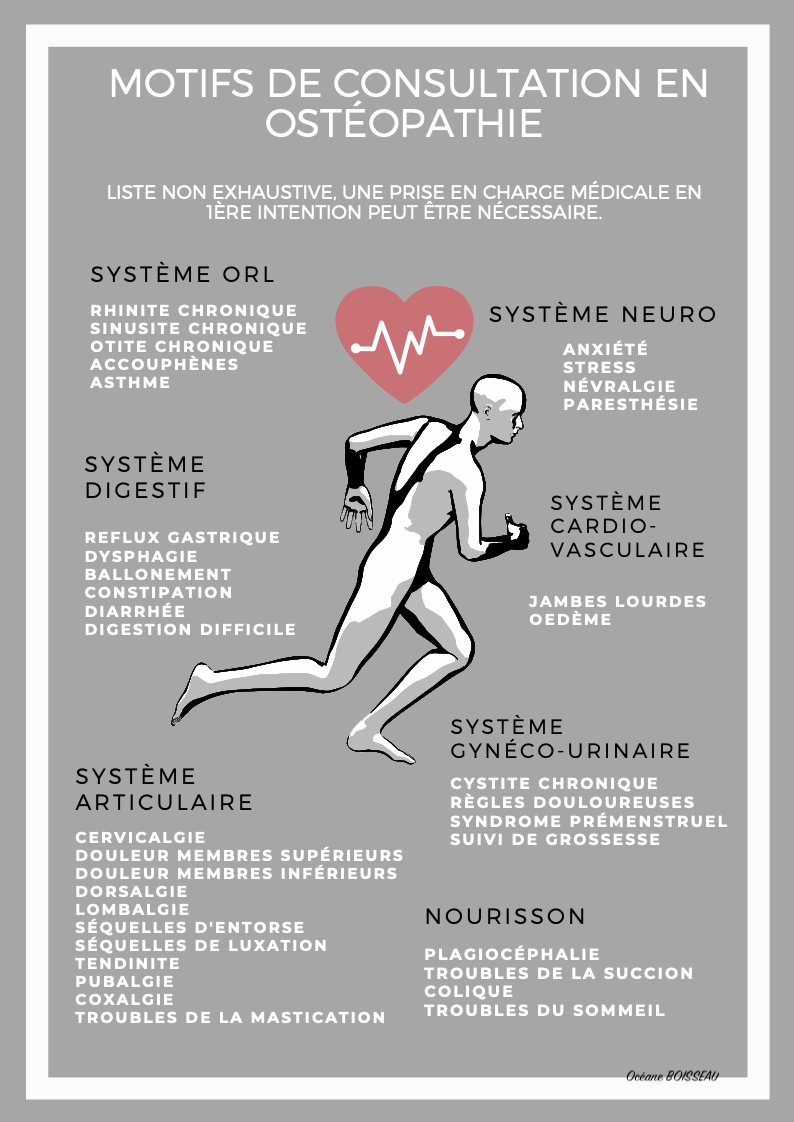 MOTIFS DE CONSULTATION EN
OSTÉOPATHIE
LISTE NON EXHAUSTIVE, UNE PRISE EN CHARGE MÉDICALE EN
1ÈRE INTENTION PEUT ÊTRE NÉCESSAIRE.
SYSTÈME ORL
RHINITE CHRONIQUE
SINUSITE CHRONIQUE
OTITE CHRONIQUE
ACCOUPHÈNES
ASTHME
SYSTÈME NEURO
ANXIÉTÉ
STRESS
NÉVRALGIE
PARESTHÉSIE
SYSTÈME
DIGESTIF
REFLUX GASTRIQUE
DYSPHAGIE
BALLONEMENT
CONSTIPATION
DIARRHÉE
DIGESTION DIFFICILE
SYSTÈME
CARDIO-
VASCULAIRE
JAMBES LOURDES
OEDÈME
SYSTÈME
GYNÉCO-URINAIRE
CYSTITE CHRONIQUE
RÈGLES DOULOUREUSES
SYNDROME PRÉMENSTRUEL
SUIVI DE GROSSESSE
SYSTÈME
ARTICULAIRE
CERVICALGIE
DOULEUR MEMBRES SUPÉRIEURS
DOULEUR MEMBRES INFÉRIEURS
DORSALGIE
LOMBALGIE
SÉQUELLES D'ENTORSE
SÉQUELLES DE LUXATION
TENDINITE
PUBALGIE
COXALGIE
TROUBLES DE LA MASTICATION
NOURISSON
PLAGIOCÉPHALIE
TROUBLES DE LA SUCCION
COLIQUE
TROUBLES DU SOMMEIL
Océane BOISSEAU